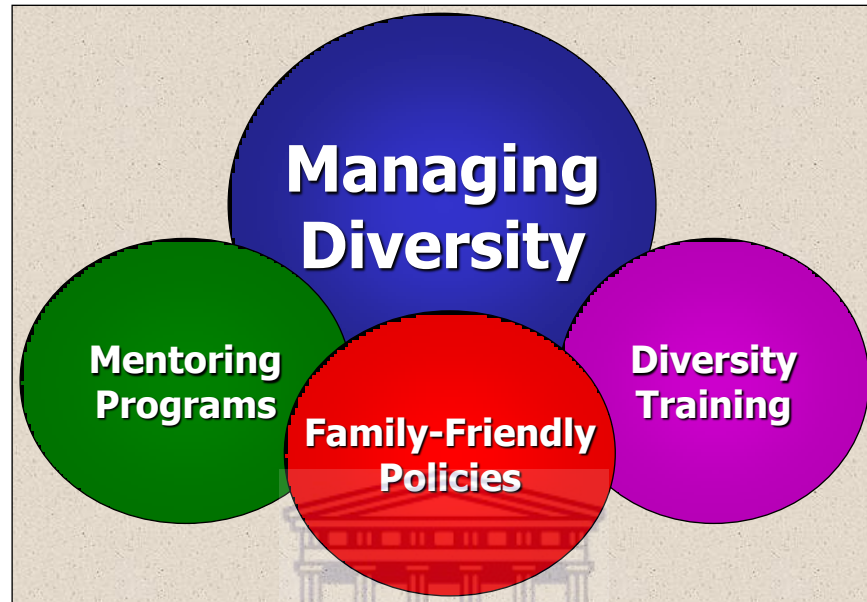 Managing
Diversity
Mentoring
Programs
Family-Friendly
Policies
Diversity
Training